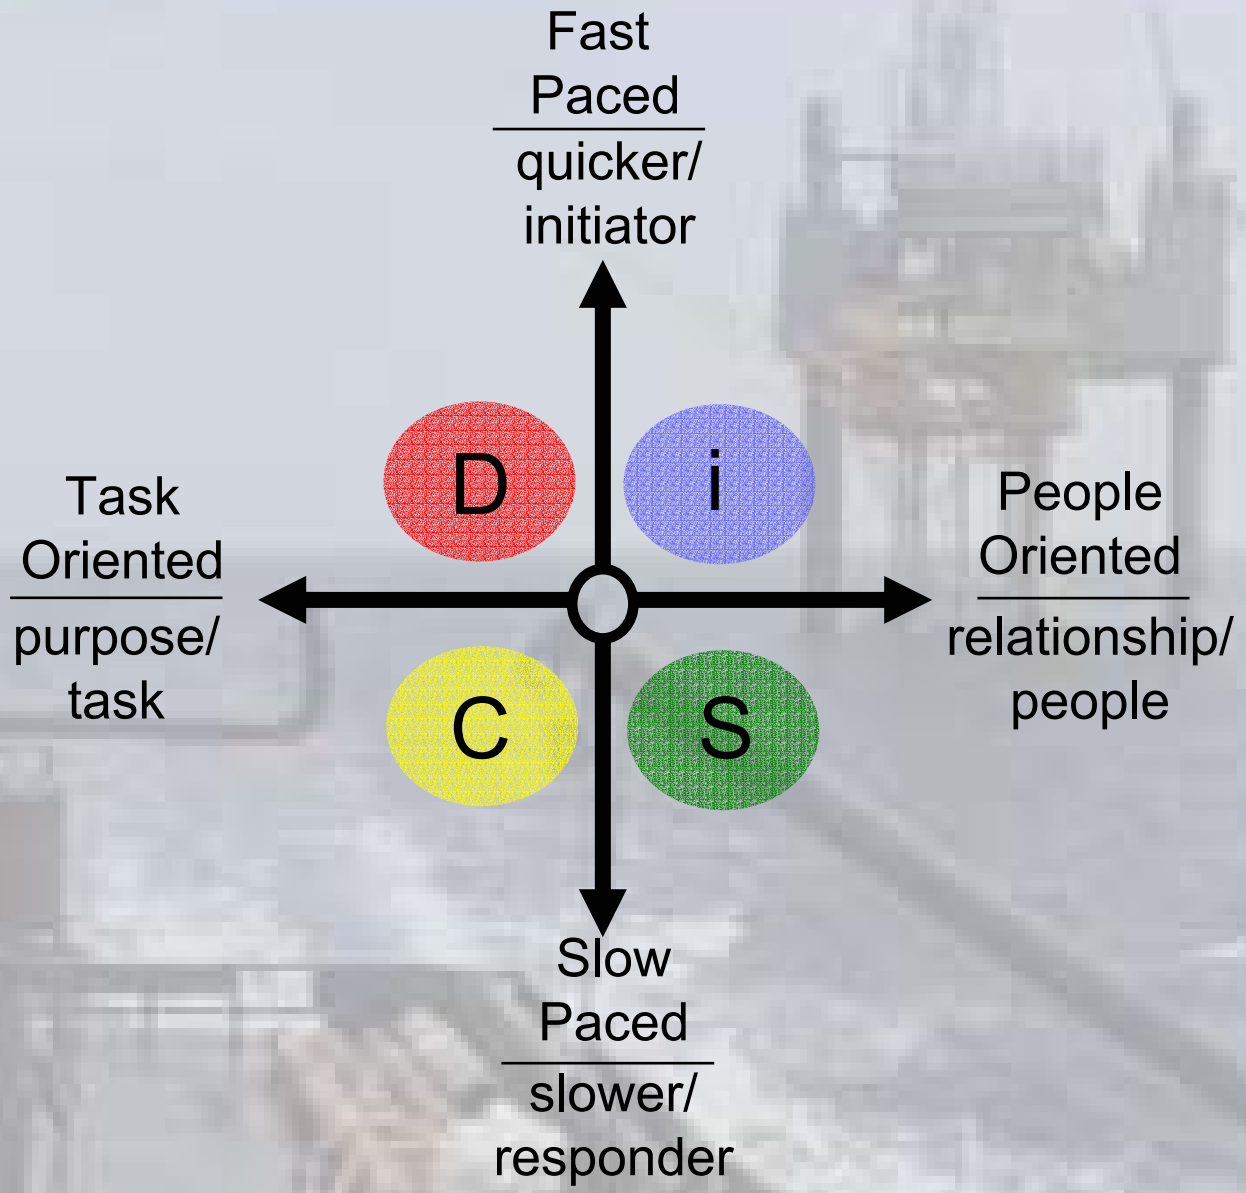 Fast
Paced
quicker/
initiator
D
i
Task
Oriented
purpose/
task
People
Oriented
relationship/
people
C
S
Slow
Paced
slower/
responder